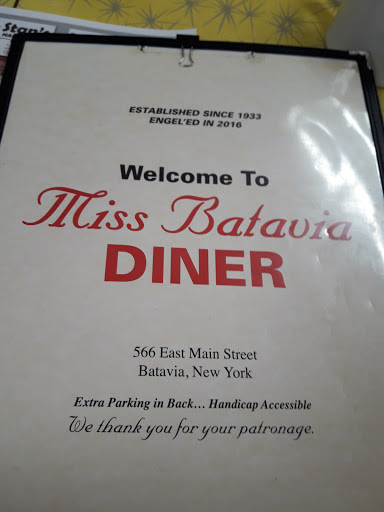 Stan's
ESTABLISHED SINCE 1933
ENGEL'ED IN 2016
Welcome To
Miss Batavia
DINER
566 East Main Street
Batavia, New York
Extra Parking in Back... Handicap Accessible
We thank you for your patronage.